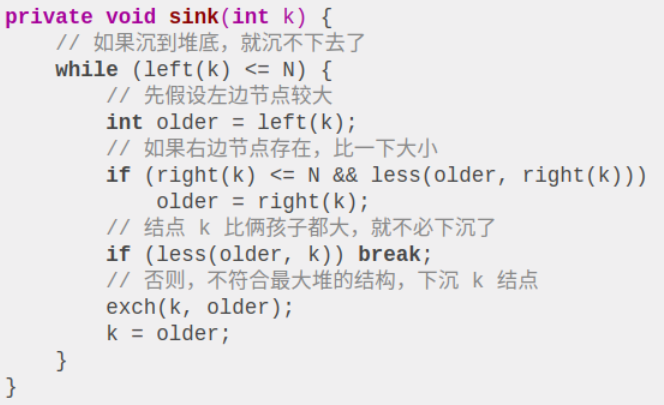 private void sink(int k) {
    // 如果沉到堆底，就沉不下去了
    while (left(k) <= N) {
        // 先假设左边节点较大
        int older = left(k);
        // 如果右边节点存在，比一下大小
        if (right(k) <= N && less(older, right(k)))
            older = right(k);
        // 结点 k 比俩孩子都大，就不必下沉了
        if (less(older, k)) break;
        // 否则，不符合最大堆的结构，下沉 k 结点
        exch(k, older);
        k = older;
    }
}